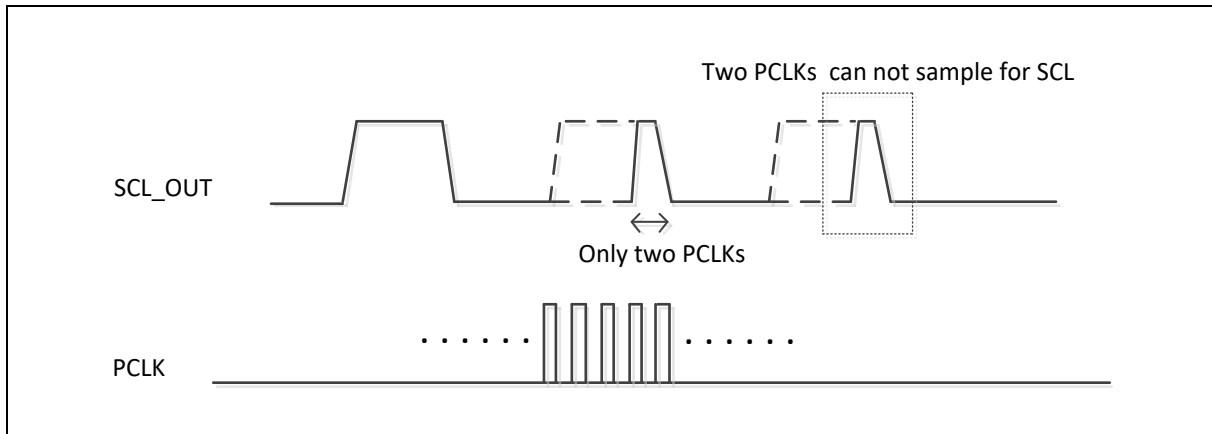 Two PCLKs can not sample for SCL
SCL_OUT
Only two PCLKs
PCLK